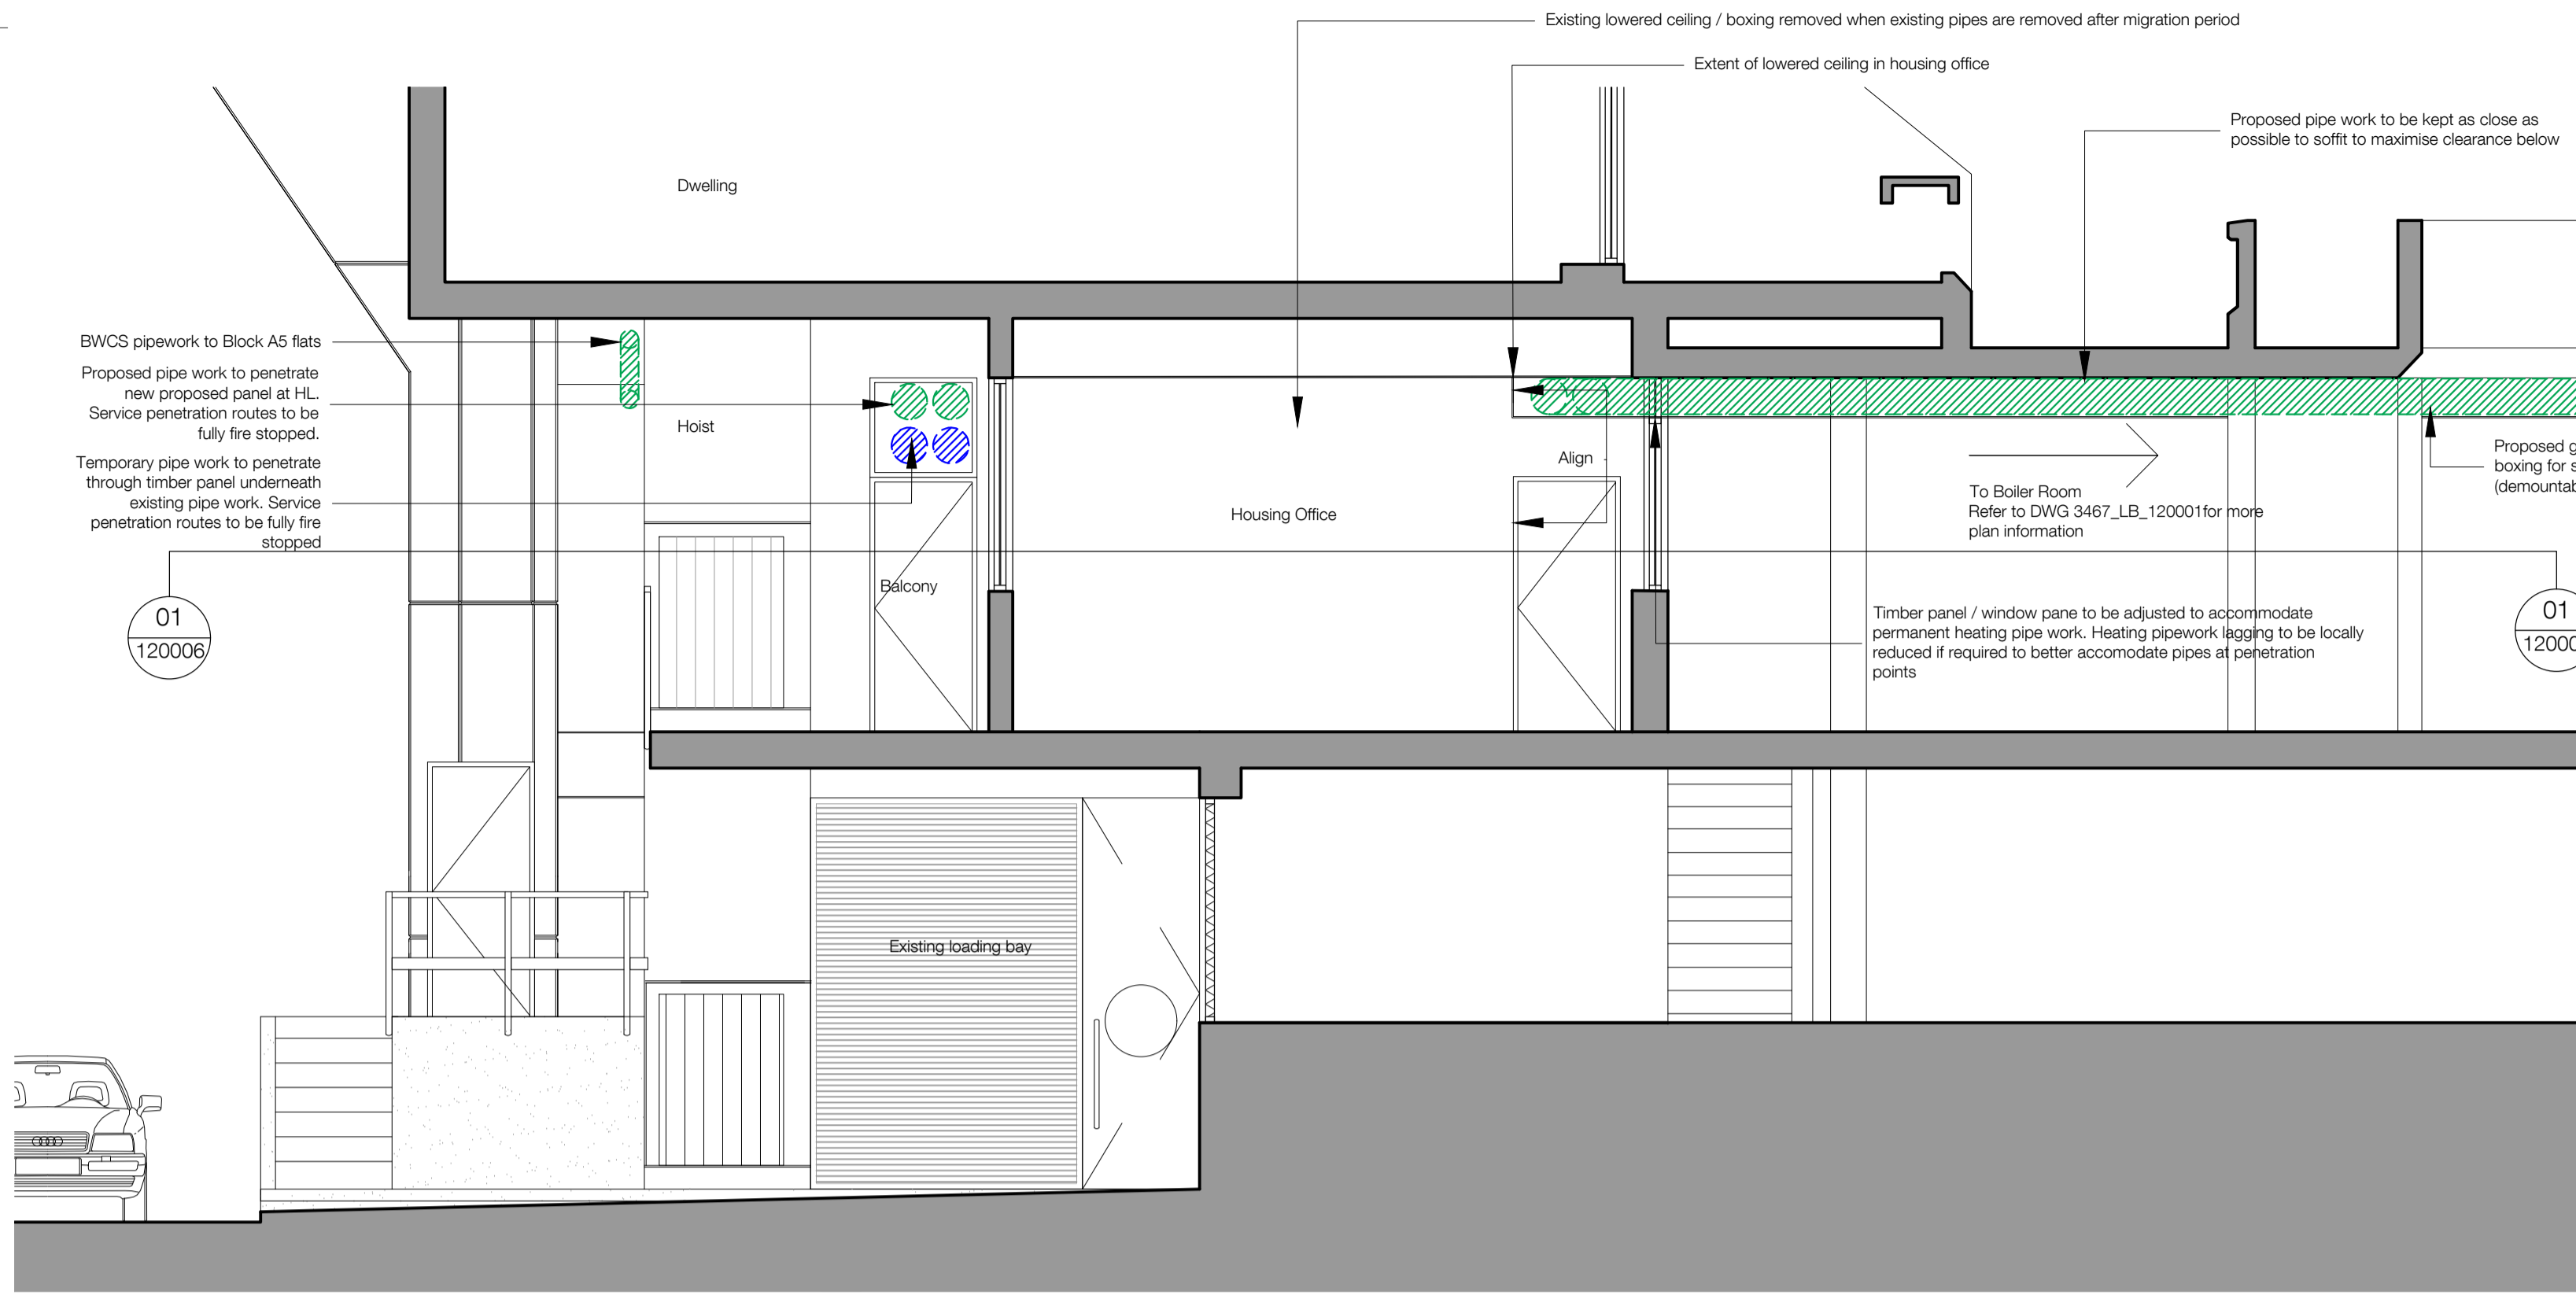 Existing lowered ceiling / boxing removed when existing pipes are removed after migration period
Extent of lowered ceiling in housing office
Proposed pipe work to be kept as close as
possible to soffit to maximise clearance below
Dwelling
BWCS pipework to Block A5 flats
Proposed pipe work to penetrate
new proposed panel at HL.
Service penetration routes to be
fully fire stopped.
Hoist
Temporary pipe work to penetrate
through timber panel underneath
existing pipe work. Service
penetration routes to be fully fire
stopped
Align
Housing Office
Proposed g
boxing for s
(demountab
To Boiler Room
Refer to DWG 3467_LB_120001for more
plan information
Balcony
01
120006
Timber panel / window pane to be adjusted to accommodate
permanent heating pipe work. Heating pipework lagging to be locally
reduced if required to better accomodate pipes at penetration
points
01
12000
Existing loading bay